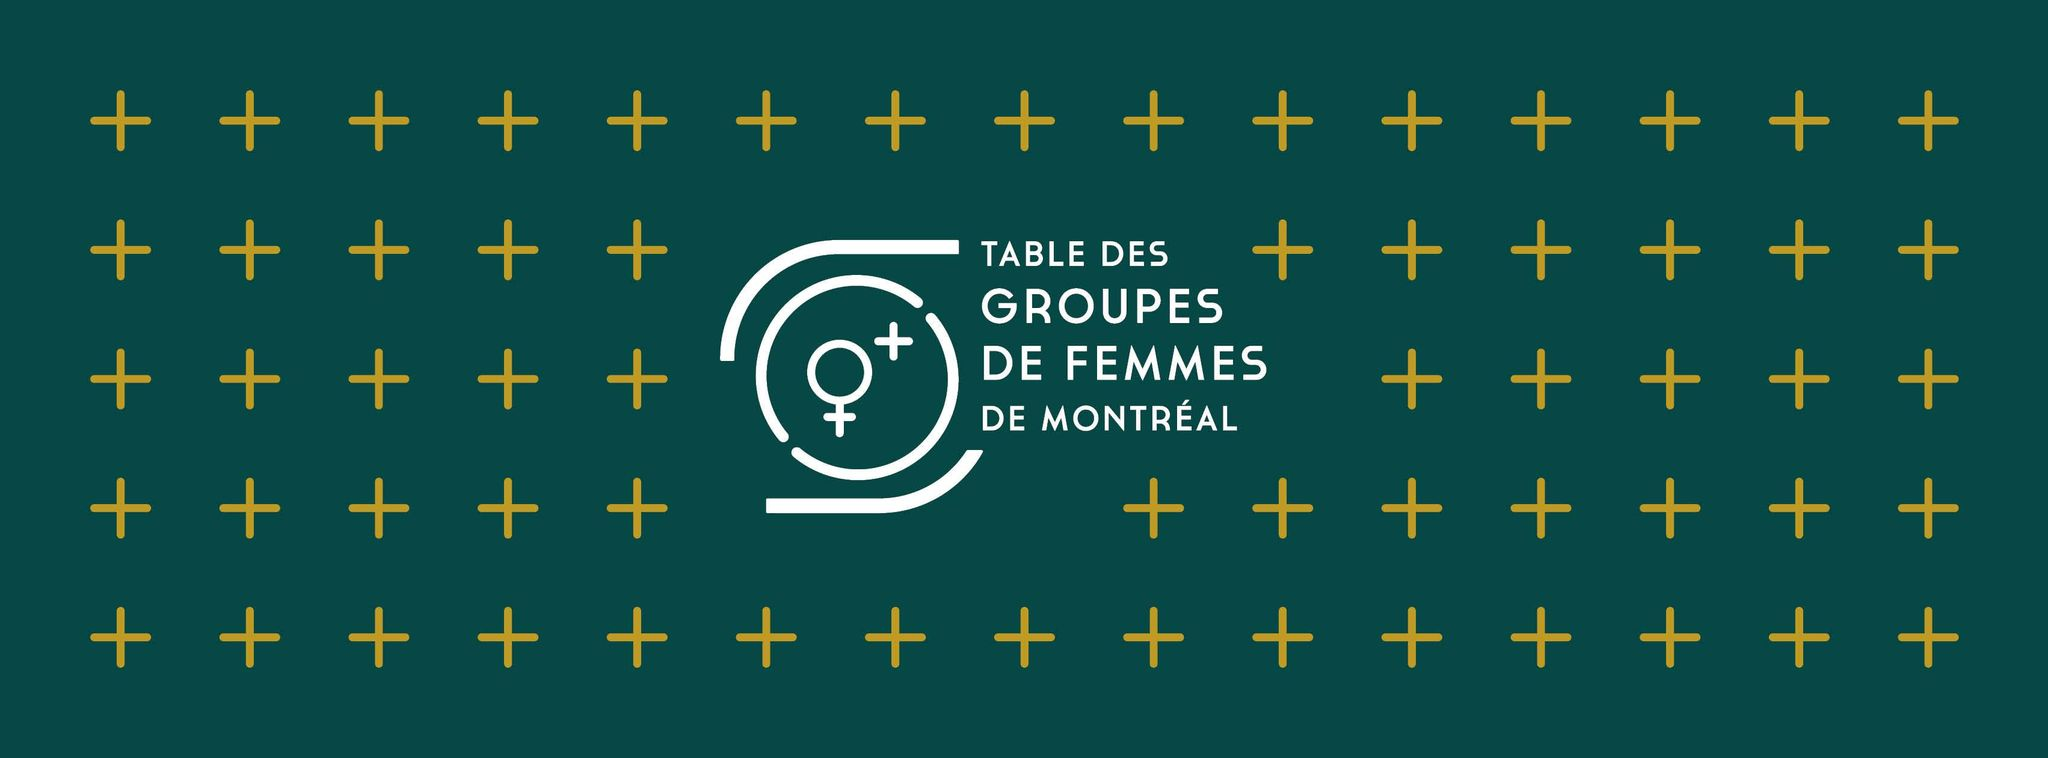 TABLE DES
GROUPES
DE FEMMES
DE MONTRÉAL